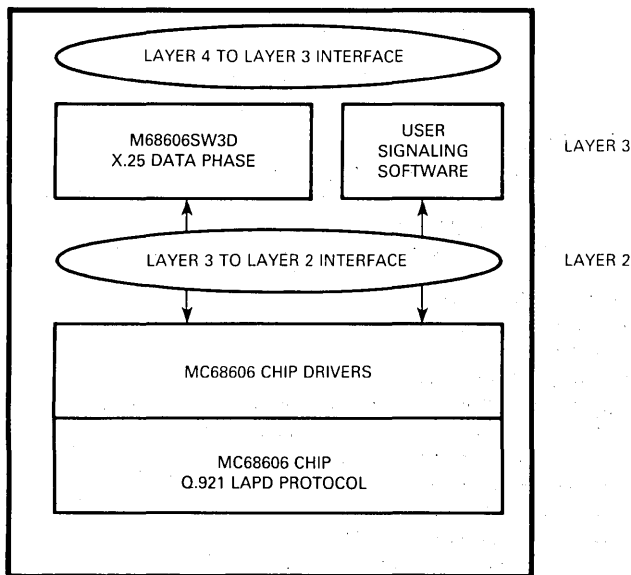 LAYER 4 TO LAYER 3 INTERFACE
M68606SW3D
X.25 DATA PHASE
USER
SIGNALING
SOFTWARE
LAYER 3
LAYER 3 TO LAYER 2 INTERFACE
LAYER 2
MC68606 CHIP DRIVERS
MC68606 CHIP
Q.921 LAPD PROTOCOL